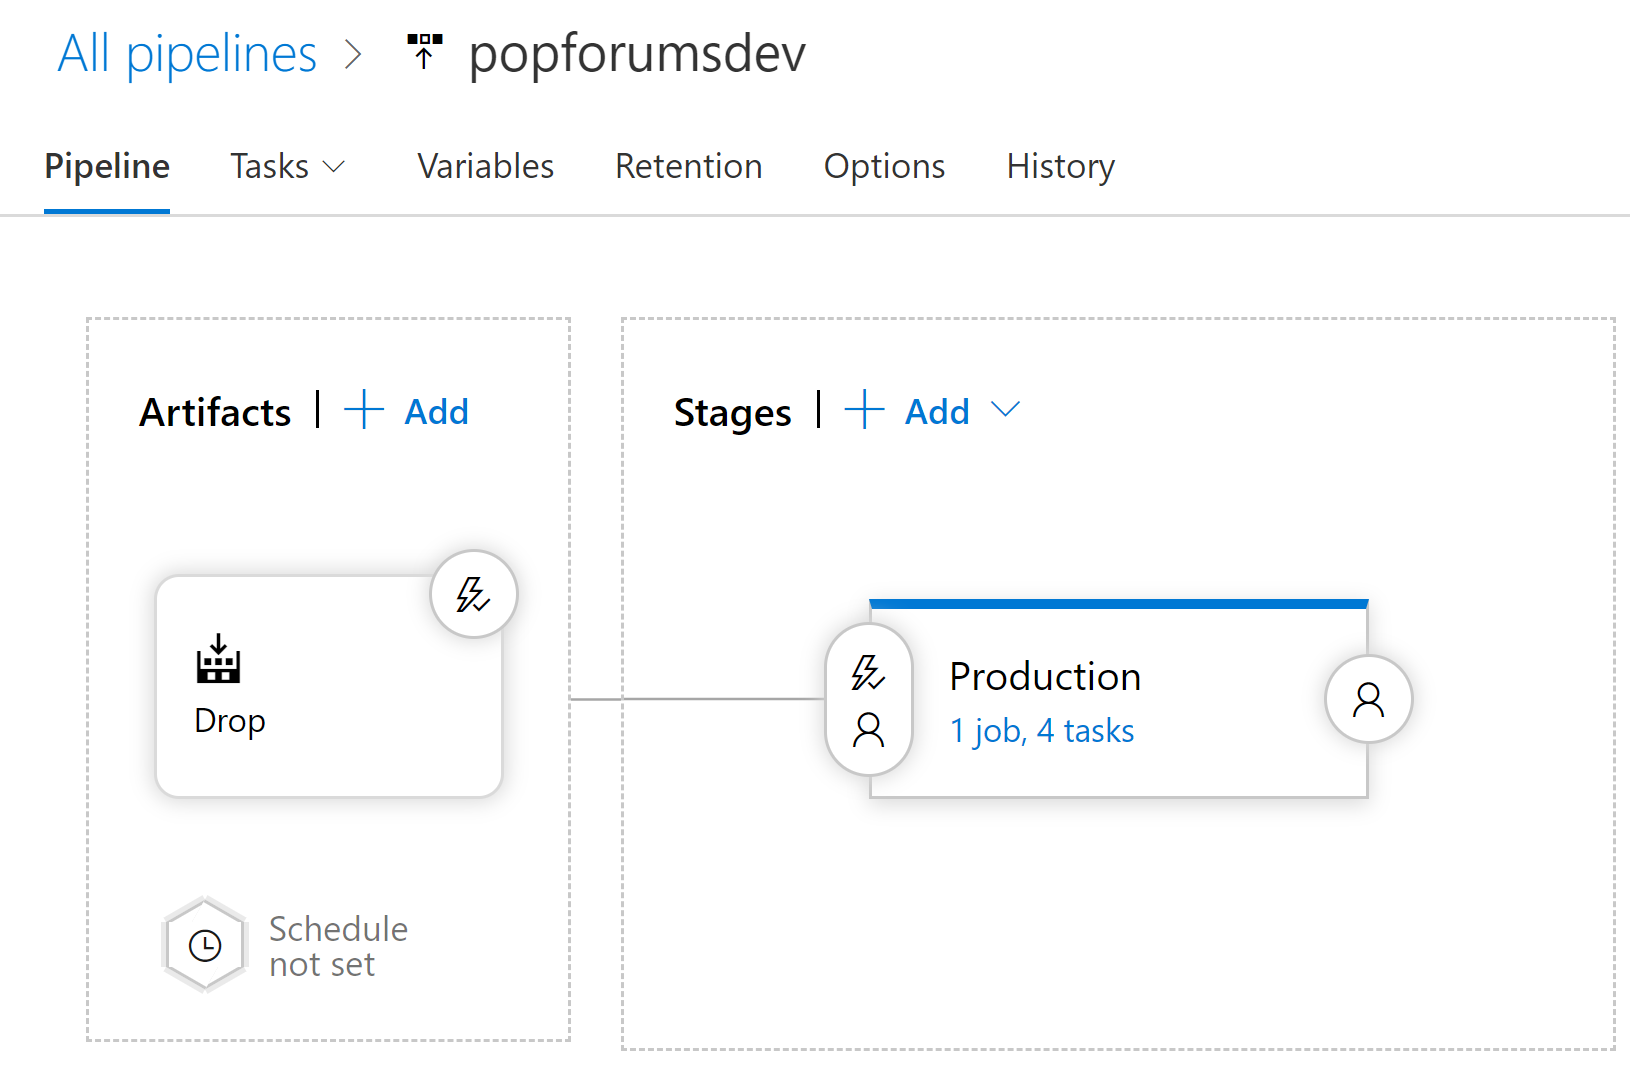 All pipelines > popforumsdev
Pipeline Tasks Variables Retention Options History
Artifacts | + Add
Stages | + Add
Drop
Production
1 job, 4 tasks
Schedule
not set